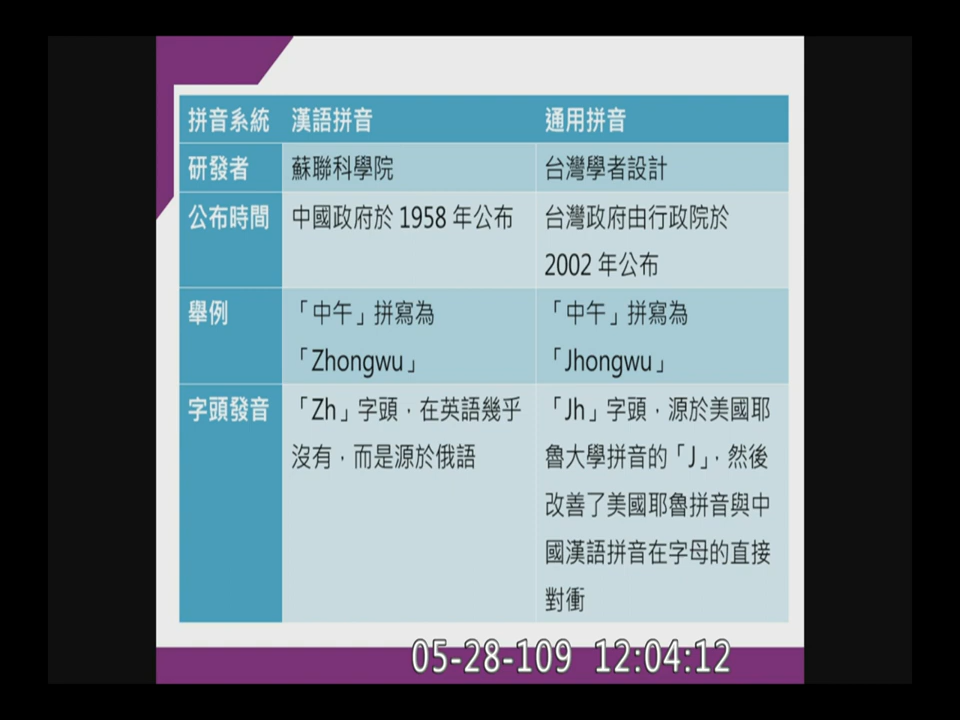 拼音系統 漢語拼音 通用拼音
研發者 蘇聯科學院 台灣學者設計
公布時間 中國政府於 1958 年公布 台灣政府由行政院於
2002 年公布
舉例 「中午」拼寫為 「中午」拼寫為
「Zhongwu」 「Jhongwu」
字頭發音 「Zh」字頭，在英語幾乎 「Jh」字頭，源於美國耶
沒有，而是源於俄語 魯大學拼音的「J」，然後
改善了美國耶魯拼音與中
國漢語拼音在字母的直接
對衝
05-28-109 12:04:12